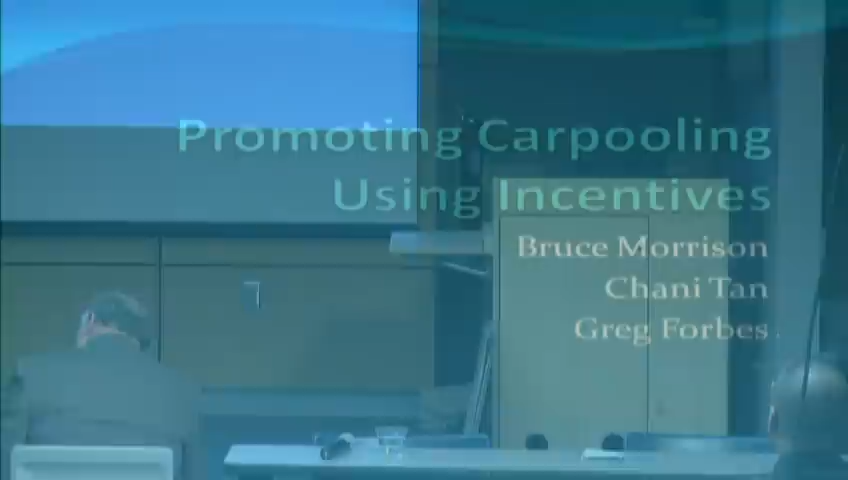 Promoting Carpooling
Using Incentives
Bruce Morrison
Chani Tan
Greg Forbes